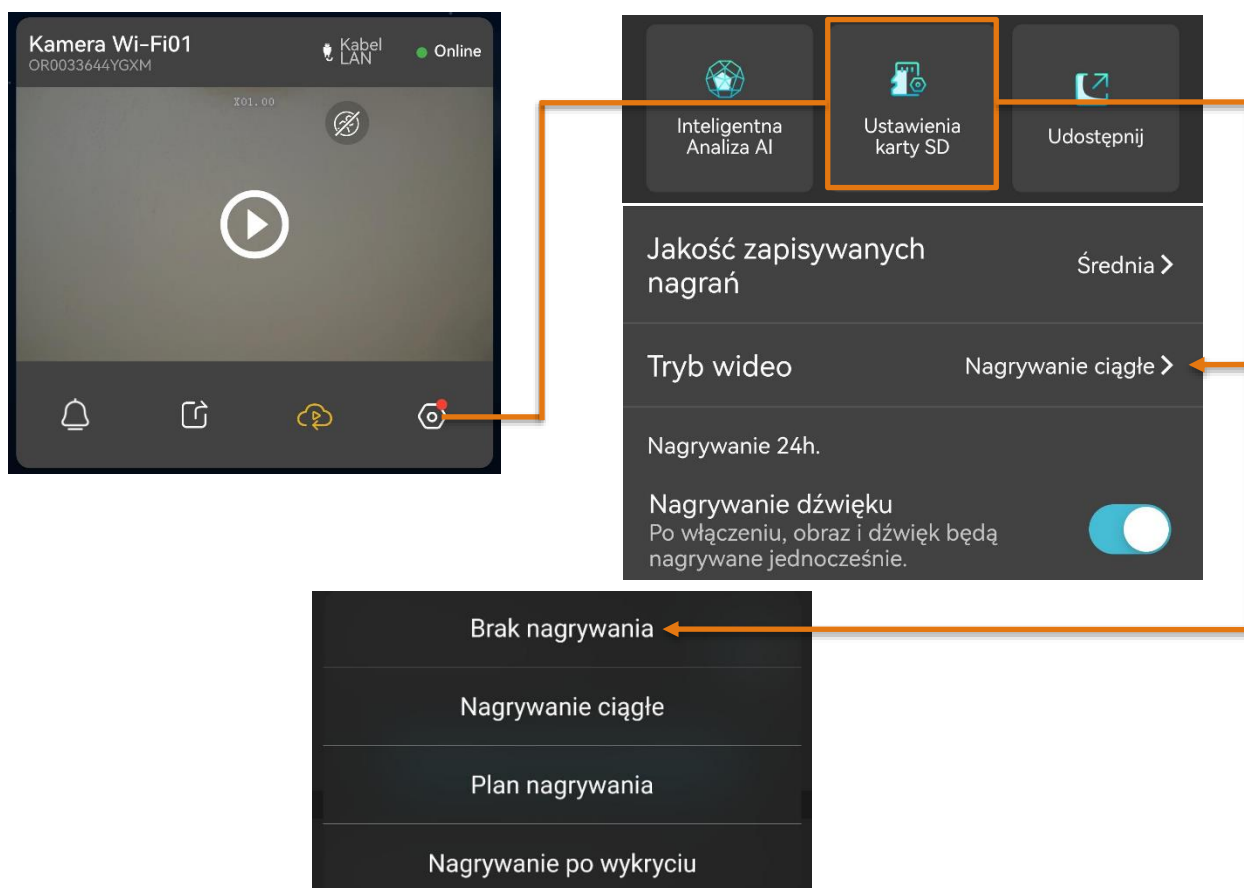 Kamera Wi-Fi01
OR0033644YGXM
Kabel
LAN
Online
X01.00
Inteligentna
Analiza AI
Ustawienia
karty SD
Udostępnij
Jakość zapisywanych
nagrań
Średnia
Tryb wideo
Nagrywanie ciągłe
Nagrywanie 24h.
Nagrywanie dźwięku
Po włączeniu, obraz i dźwięk będą
nagrywane jednocześnie.
Brak nagrywania
Nagrywanie ciągłe
Plan nagrywania
Nagrywanie po wykryciu